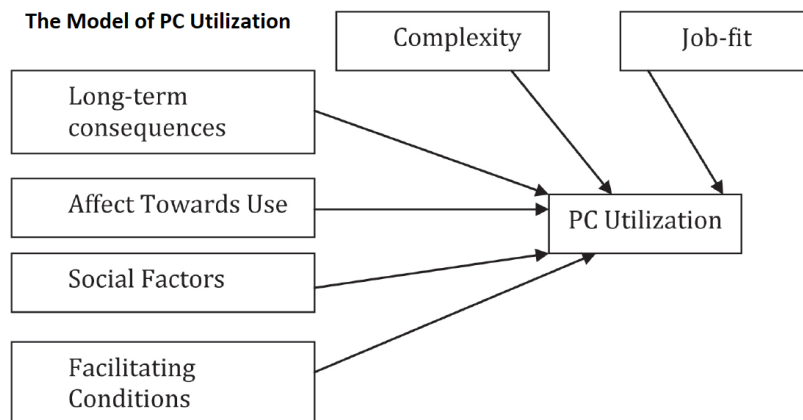 The Model of PC Utilization
Complexity
Job-fit
Long-term
consequences
Affect Towards Use
PC Utilization
Social Factors
Facilitating
Conditions